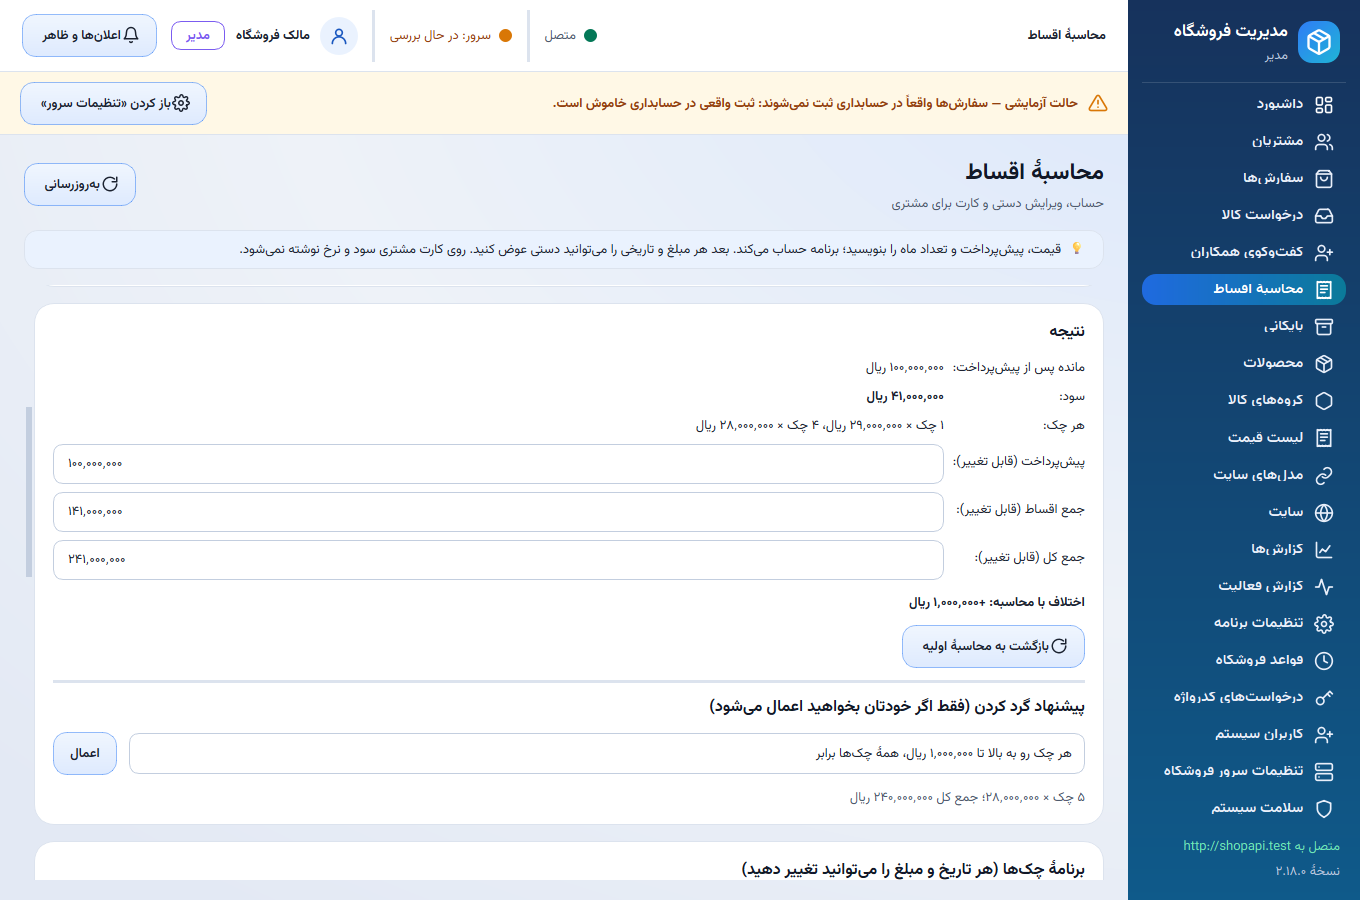 مدیریت فروشگاه
مدیر
داشبورد
مشتریان
سفارش‌ها
درخواست کالا
گفت‌وگوی همکاران
محاسبهٔ اقساط
بایگانی
محصولات
گروه‌های کالا
لیست قیمت
مدل‌های سایت
سایت
گزارش‌ها
گزارش فعالیت
تنظیمات برنامه
قواعد فروشگاه
درخواست‌های گذرواژه
کاربران سیستم
تنظیمات سرور فروشگاه
سلامت سیستم
متصل به http://shopapi.test
نسخهٔ ۲.۱۸.۰
محاسبهٔ اقساط
متصل
سرور: در حال بررسی
مالک فروشگاه
مدیر
اعلان‌ها و ظاهر
حالت آزمایشی — سفارش‌ها واقعاً در حسابداری ثبت نمی‌شوند: ثبت واقعی در حسابداری خاموش است.
باز کردن «تنظیمات سرور»
محاسبهٔ اقساط
حساب، ویرایش دستی و کارت برای مشتری
به‌روزرسانی
قیمت، پیش‌پرداخت و تعداد ماه را بنویسید؛ برنامه حساب می‌کند. بعد هر مبلغ و تاریخی را می‌توانید دستی عوض کنید. روی کارت مشتری سود و نرخ نوشته نمی‌شود.
نتیجه
مانده پس از پیش‌پرداخت: ۱۰۰,۰۰۰,۰۰۰ ریال
سود: ۴۱,۰۰۰,۰۰۰ ریال
هر چک: ۱ چک × ۲۹,۰۰۰,۰۰۰ ریال، ۴ چک × ۲۸,۰۰۰,۰۰۰ ریال
پیش‌پرداخت (قابل تغییر): ۱۰۰,۰۰۰,۰۰۰
جمع اقساط (قابل تغییر): ۱۴۱,۰۰۰,۰۰۰
جمع کل (قابل تغییر): ۲۴۱,۰۰۰,۰۰۰
اختلاف با محاسبه: +۱,۰۰۰,۰۰۰ ریال
بازگشت به محاسبهٔ اولیه
پیشنهاد گرد کردن (فقط اگر خودتان بخواهید اعمال می‌شود)
هر چک رو به بالا تا ۱,۰۰۰,۰۰۰ ریال، همهٔ چک‌ها برابر
اعمال
۵ چک × ۲۸,۰۰۰,۰۰۰؛ جمع کل ۲۴۰,۰۰۰,۰۰۰ ریال
برنامهٔ چک‌ها (هر تاریخ و مبلغ را می‌توانید تغییر دهید)